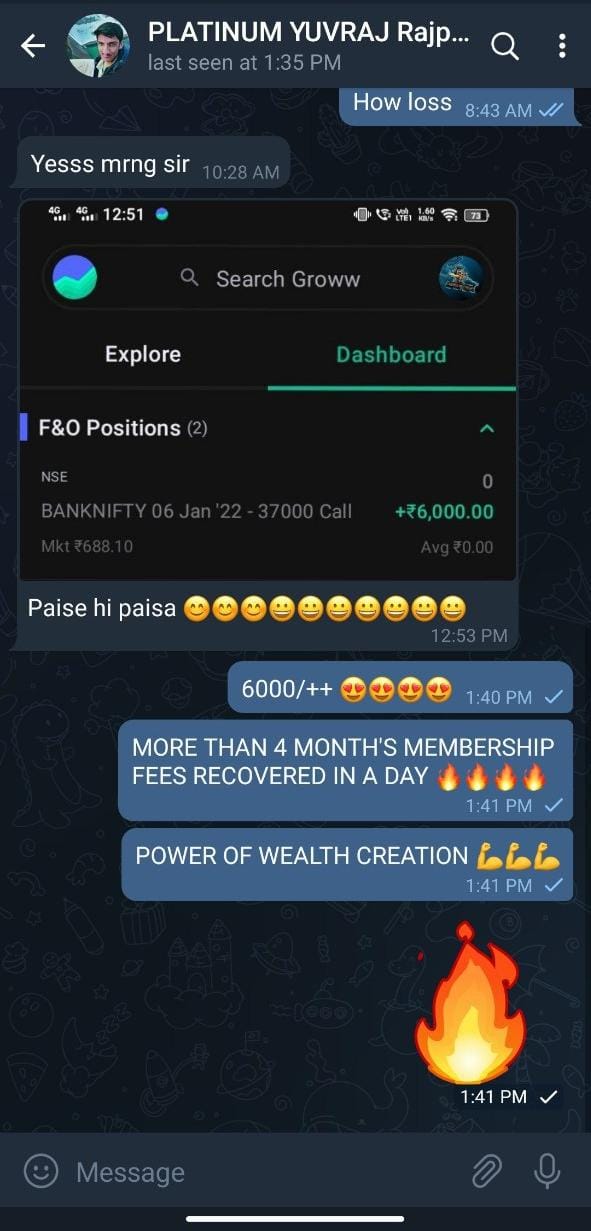 PLATINUM YUVRAJ Rajp...
last seen at 1:35 PM
How loss 8:43 AM
Yesss mrng sir 10:28 AM
4G 4G 12:51 Vo) LTE1 1.60 KB/s 73
Search Groww
Explore Dashboard
F&O Positions (2)
NSE 0
BANKNIFTY 06 Jan '22 - 37000 Call +₹6,000.00
Mkt ₹688.10 Avg ₹0.00
Paise hi paisa 😊😊😊😀😀😀😀😀😀😀
12:53 PM
6000/++ 😍😍😍😍 1:40 PM
MORE THAN 4 MONTH'S MEMBERSHIP
FEES RECOVERED IN A DAY 🔥🔥🔥🔥
1:41 PM
POWER OF WEALTH CREATION 💪💪💪
1:41 PM
1:41 PM
Message